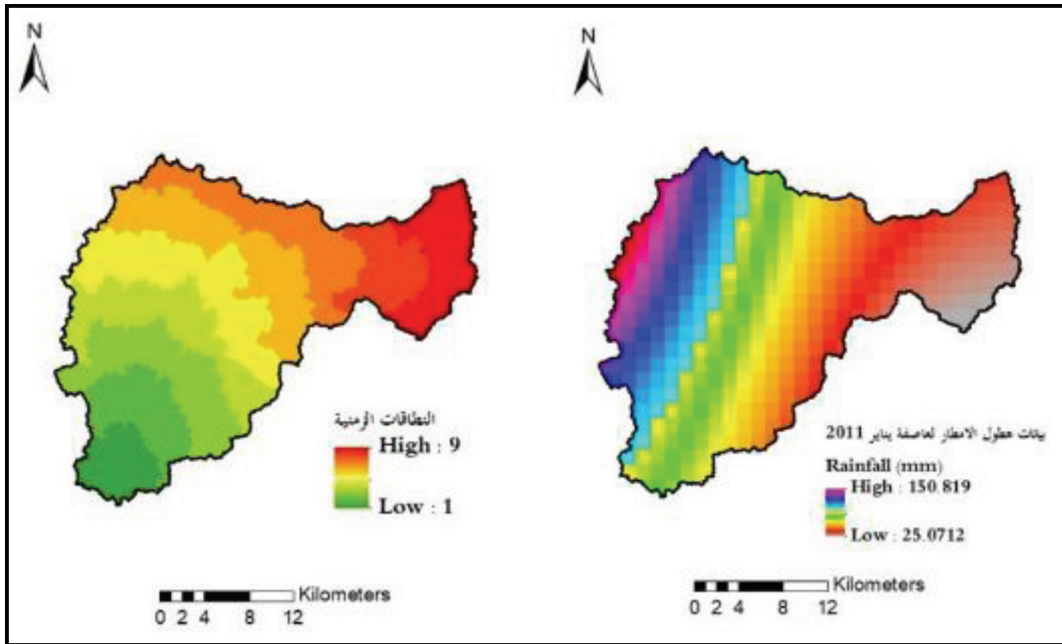 N
النطاقات الزمنية
High : 9
Low : 1
Kilometers
0 2 4 8 12
N
بيانات هطول الامطار لعاصفة يناير 2011
Rainfall (mm)
High : 150.819
Low : 25.0712
Kilometers
0 2 4 8 12